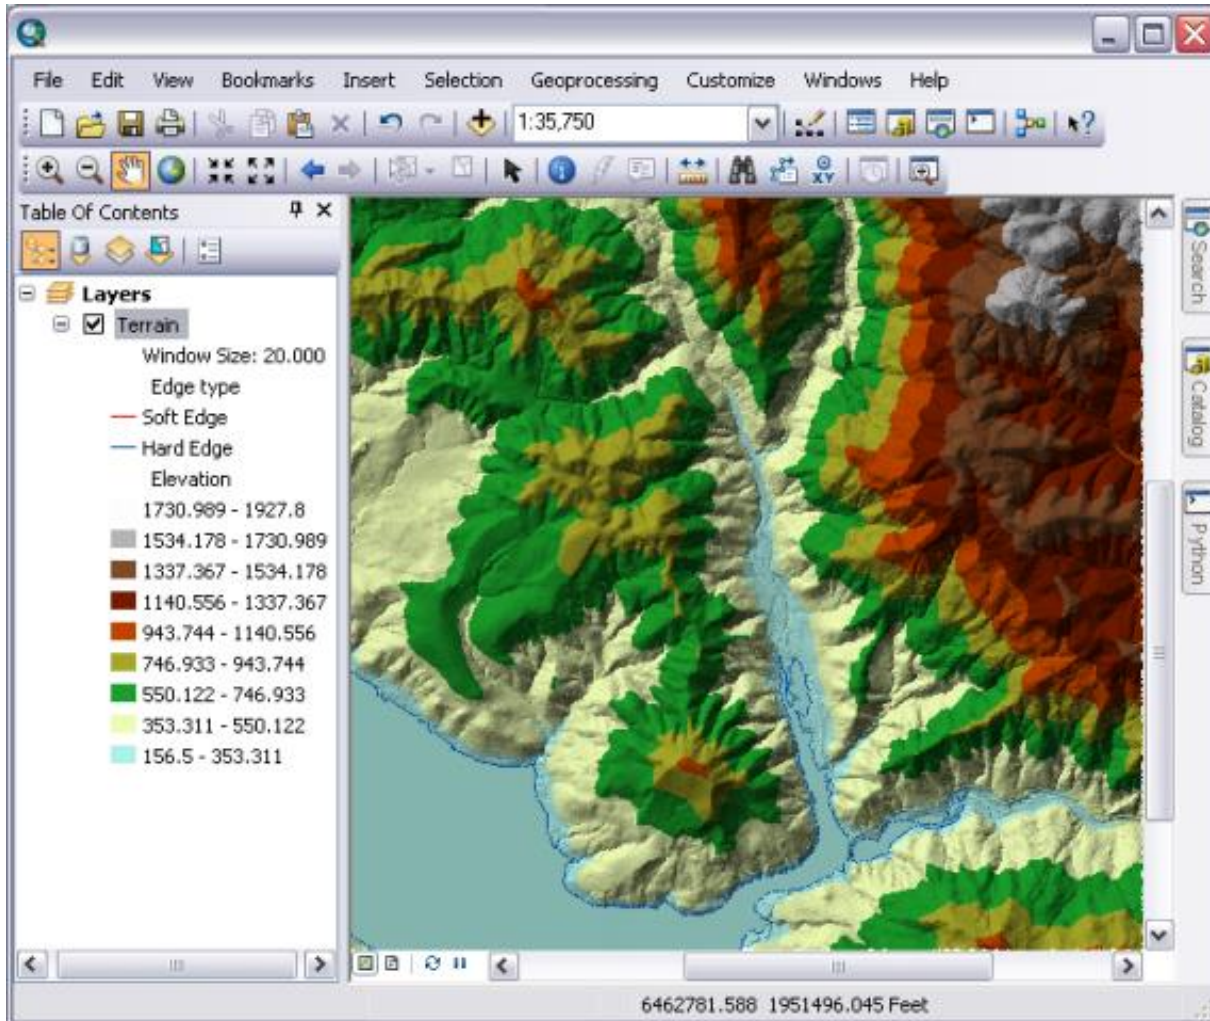 File Edit View Bookmarks Insert Selection Geoprocessing Customize Windows Help
1:35,750
XY
Table Of Contents
Layers
Terrain
Window Size: 20.000
Edge type
Soft Edge
Hard Edge
Elevation
1730.989 - 1927.8
1534.178 - 1730.989
1337.367 - 1534.178
1140.556 - 1337.367
943.744 - 1140.556
746.933 - 943.744
550.122 - 746.933
353.311 - 550.122
156.5 - 353.311
Search
Catalog
Python
6462781.588 1951496.045 Feet